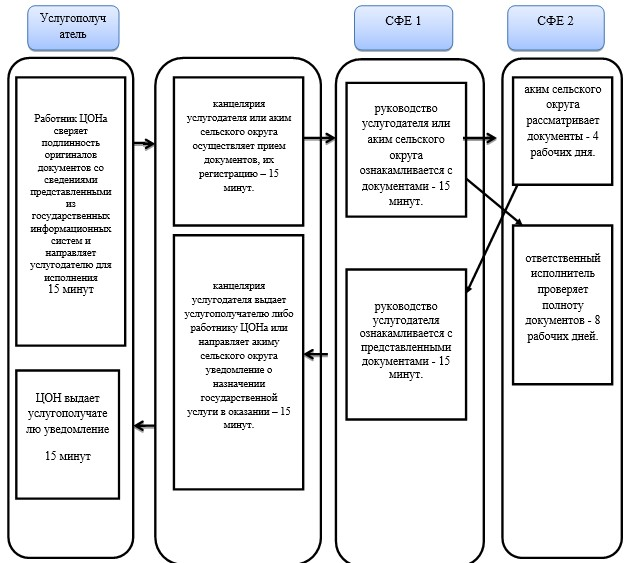 Услугополуч
атель
СФЕ 1
СФЕ 2
Работник ЦОНа
сверяет
подлинность
оригиналов
документов со
сведениями
представленными
из
государственных
информационных
систем и
направляет
услугодателю для
исполнения
15 минут
ЦОН выдает
услугополучате
лю уведомление
15 минут
канцелярия
услугодателя или аким
сельского округа
осуществляет прием
документов, их
регистрацию – 15
минут.
канцелярия
услугодателя выдает
услугополучателю либо
работнику ЦОНа или
направляет акиму
сельского округа
уведомление о
назначении
государственной
услуги в оказании – 15
минут.
руководство
услугодателя или
аким сельского
округа
ознакамливается с
документами - 15
минут.
руководство
услугодателя
ознакамливается с
представленными
документами - 15
минут.
аким сельского
округа
рассматривает
документы - 4
рабочих дня.
ответственный
исполнитель
проверяет
полноту
документов - 8
рабочих дней.